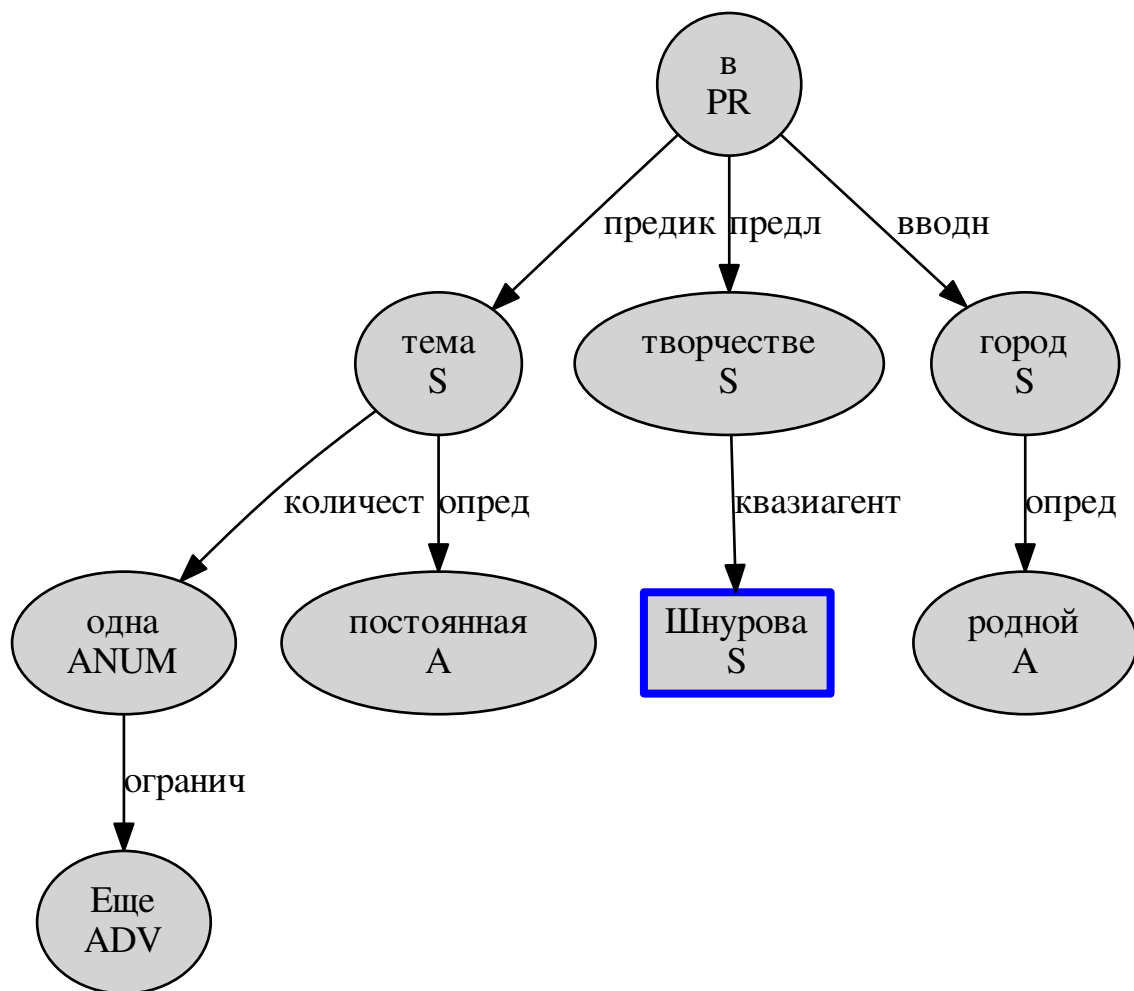 в
PR
предик
предл
вводн
тема
S
творчестве
S
город
S
количест
опред
квазиагент
опред
одна
ANUM
постоянная
A
Шнурова
S
родной
A
огранич
Еще
ADV